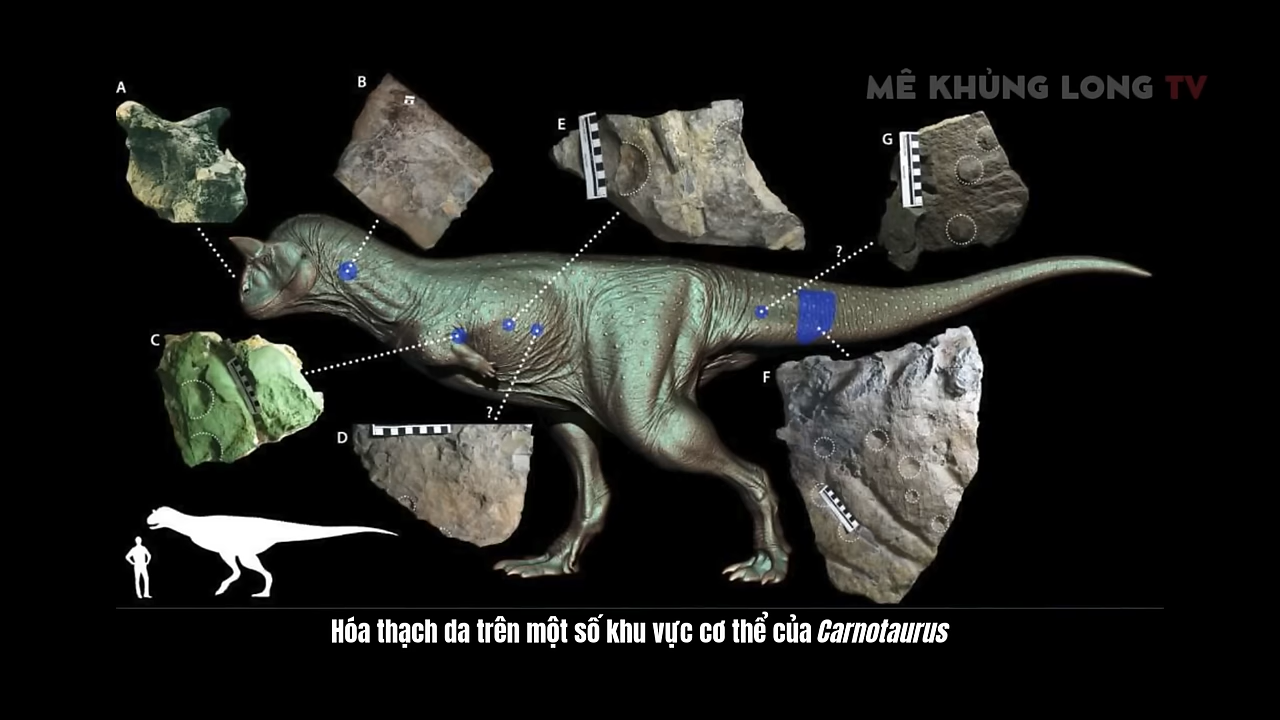 A
B
MÊ KHỦNG LONG TV
E
G
?
C
F
?
D
Hóa thạch da trên một số khu vực cơ thể của Carnotaurus